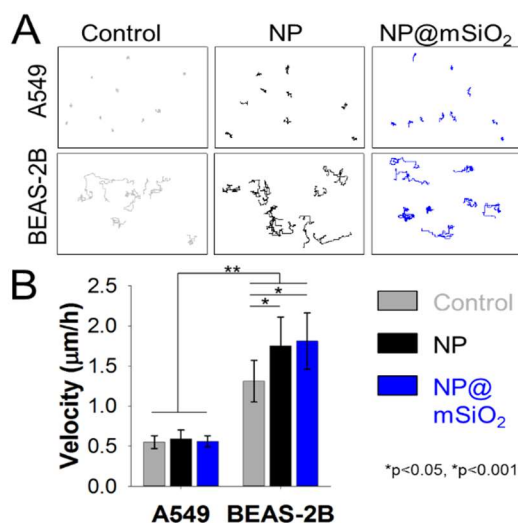 A
Control NP NP@mSiO₂
A549
BEAS-2B
B
Velocity (μm/h)
2.5
2.0
1.5
1.0
0.5
0.0
**
*
*
A549 BEAS-2B
Control
NP
NP@
mSiO₂
*p<0.05, *p<0.001